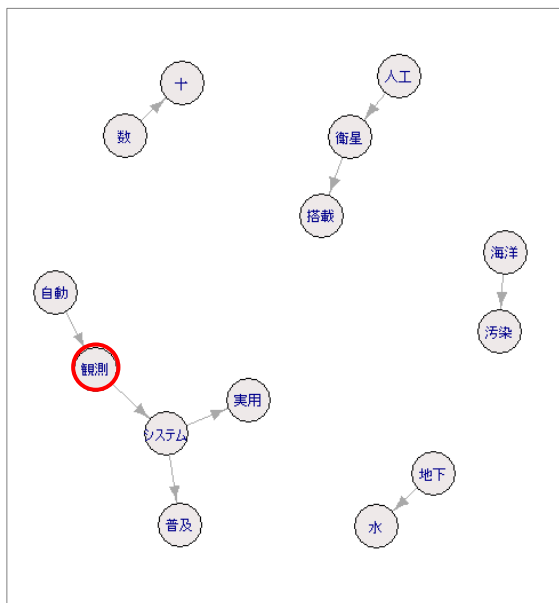 十
数
人工
衛星
搭載
海洋
汚染
自動
観測
システム
実用
普及
地下
水